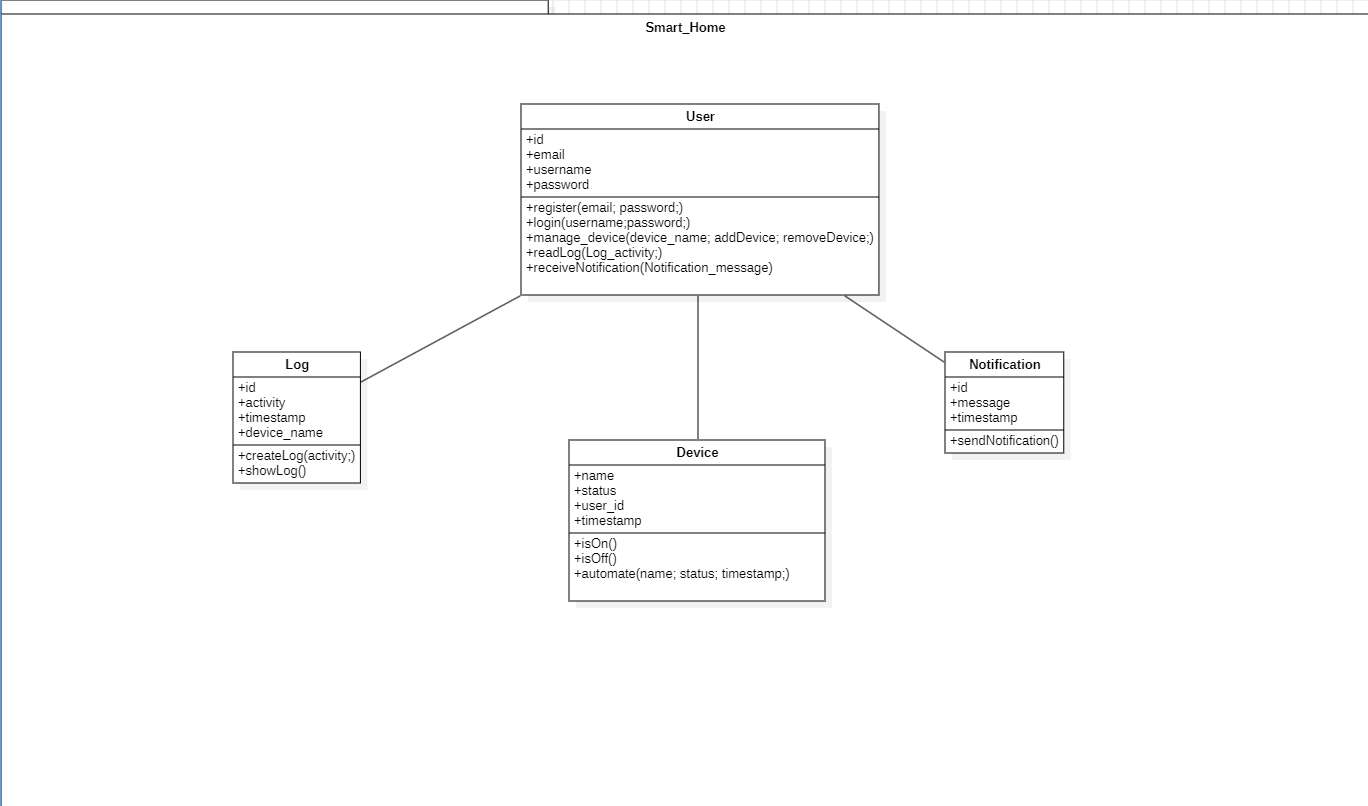 Smart_Home
User
+id
+email
+username
+password
+register(email; password;)
+login(username;password;)
+manage_device(device_name; addDevice; removeDevice;)
+readLog(Log_activity;)
+receiveNotification(Notification_message)
Log
+id
+activity
+timestamp
+device_name
+createLog(activity;)
+showLog()
Device
+name
+status
+user_id
+timestamp
+isOn()
+isOff()
+automate(name; status; timestamp;)
Notification
+id
+message
+timestamp
+sendNotification()